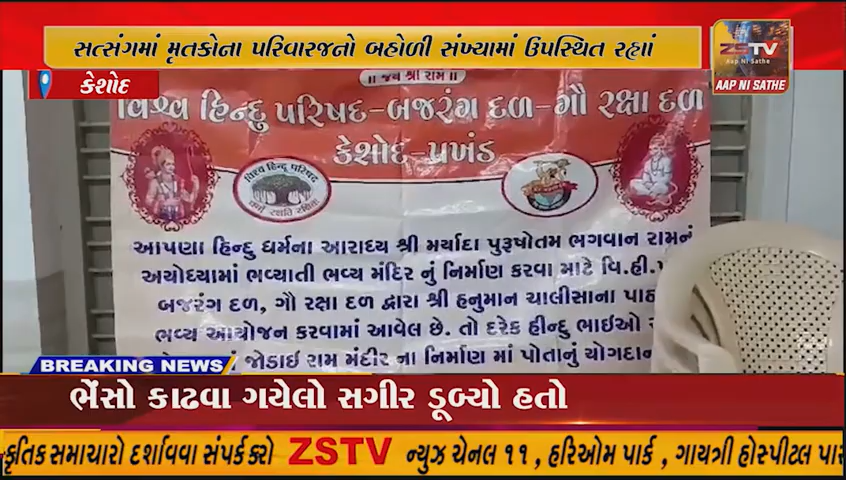 સત્સંગમાં મૃતકોના પરિવારજનો બહોળી સંખ્યામાં ઉપસ્થિત રહ્યાં
ZSTV
Aap Ni Sathe
AAP NI SATHE
કેશોદ
॥ જય શ્રી રામ ॥
વિશ્વ હિન્દુ પરિષદ-બજરંગ દળ-ગૌ રક્ષા દળ
કેશોદ-પ્રખંડ
વિશ્વ હિન્દુ પરિષદ
આપણા હિન્દુ ધર્મના આરાધ્ય શ્રી મર્યાદા પુરૂષોતમ ભગવાન રામનું
અયોધ્યામાં ભવ્યાતી ભવ્ય મંદિર નું નિર્માણ કરવા માટે વિ.હી.પ
બજરંગ દળ, ગૌ રક્ષા દળ દ્વારા શ્રી હનુમાન ચાલીસાના પાઠ
ભવ્ય આયોજન કરવામાં આવેલ છે. તો દરેક હીન્દુ ભાઈઓ
જોડાઈ રામ મંદીર ના નિર્માણ માં પોતાનું યોગદાન
BREAKING NEWS
ભેંસો કાઢવા ગયેલો સગીર ડૂબ્યો હતો
કૃતિક સમાચારો દર્શાવવા સંપર્ક કરો ZSTV ન્યુઝ ચેનલ ૧૧ , હરિઓમ પાર્ક , ગાયત્રી હોસ્પીટલ પાસ